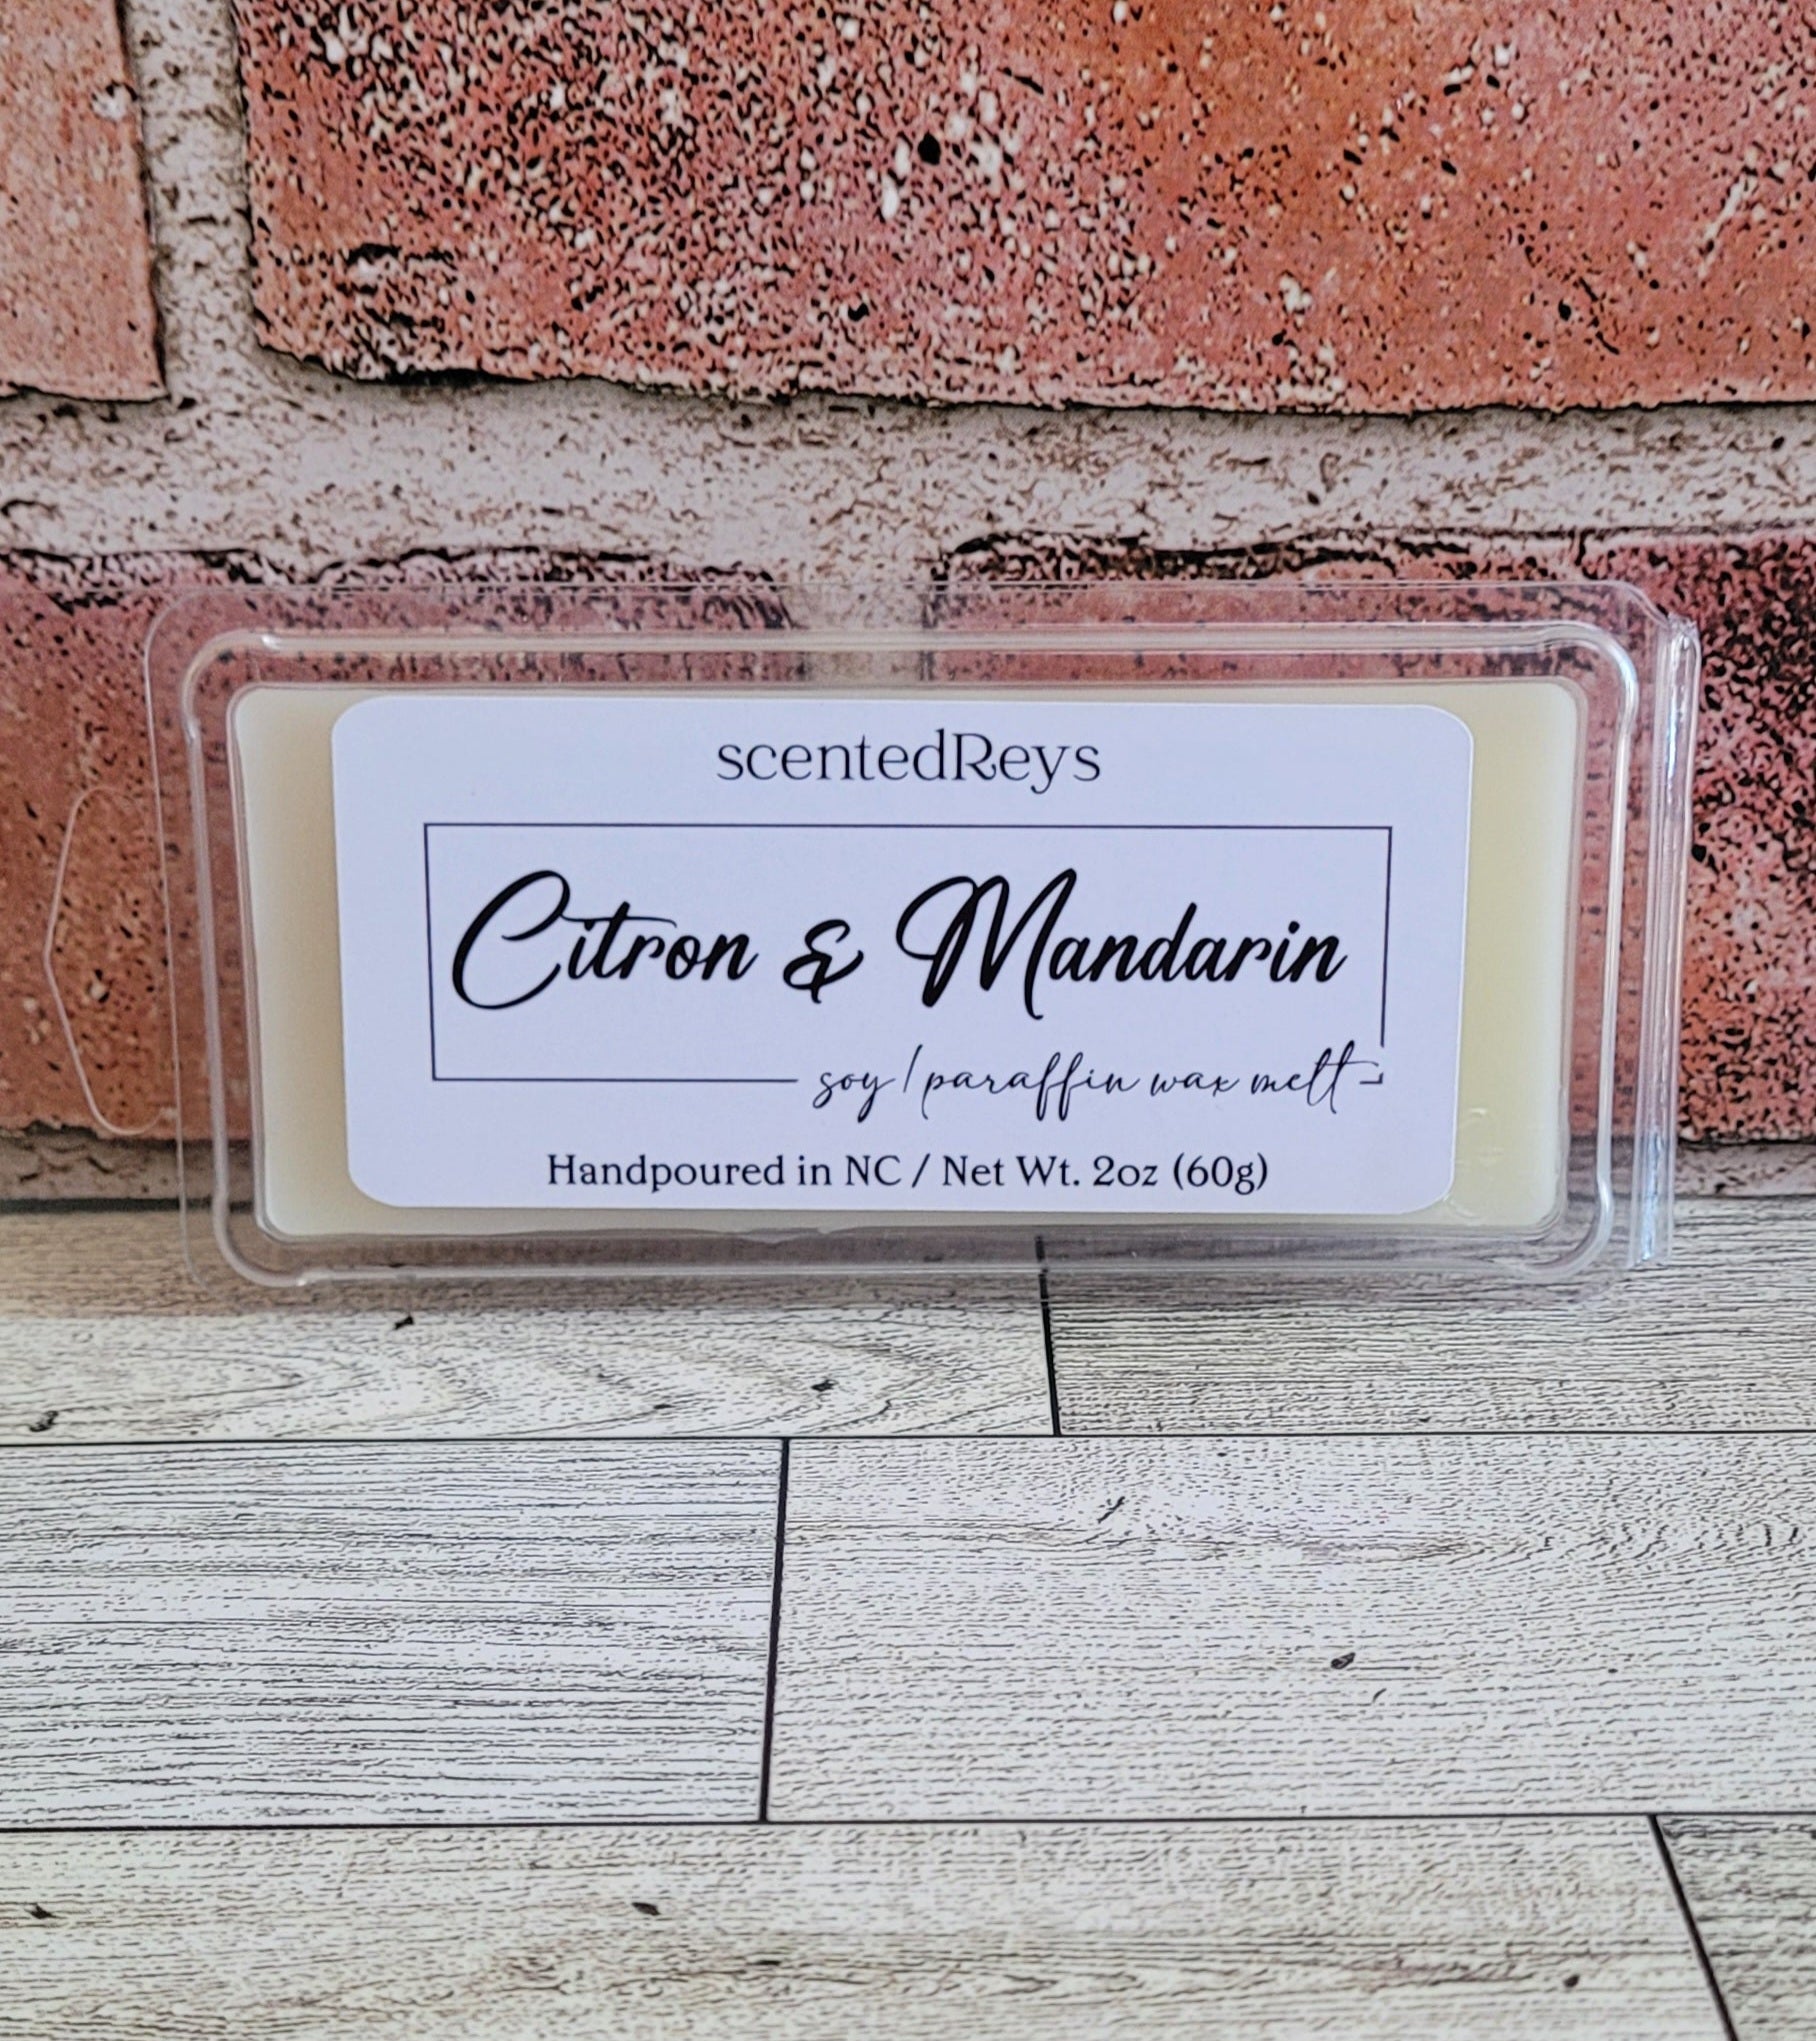 scentedReys
Citron & Mandarin
soy/paraffin wax melt
Handpoured in NC / Net Wt. 2oz (60g)